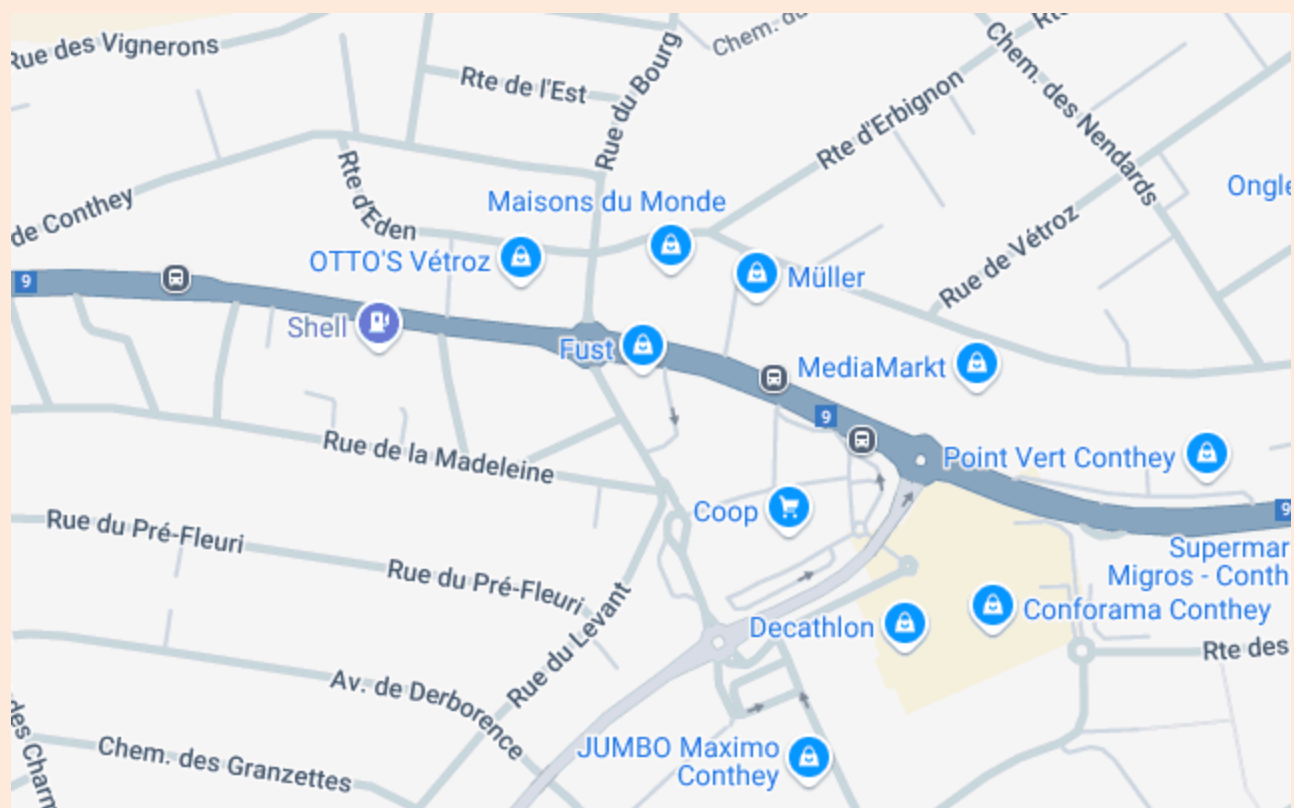 Rue des Vignerons
Chem. du
Rte
Rte de l'Est
Rue du Bourg
Chem. des Nendards
Rte d'Erbignon
Rte d'Eden
Maisons du Monde
de Conthey
OTTO'S Vétroz
Müller
Rue de Vétroz
9
Shell
Fust
MediaMarkt
9
Rue de la Madeleine
Point Vert Conthey
Coop
9
Rue du Pré-Fleuri
Rue du Pré-Fleuri
Supermar
Migros - Conth
Conforama Conthey
Decathlon
Rue du Levant
Rte des
Av. de Derborence
des Charm
Chem. des Granzettes
JUMBO Maximo
Conthey